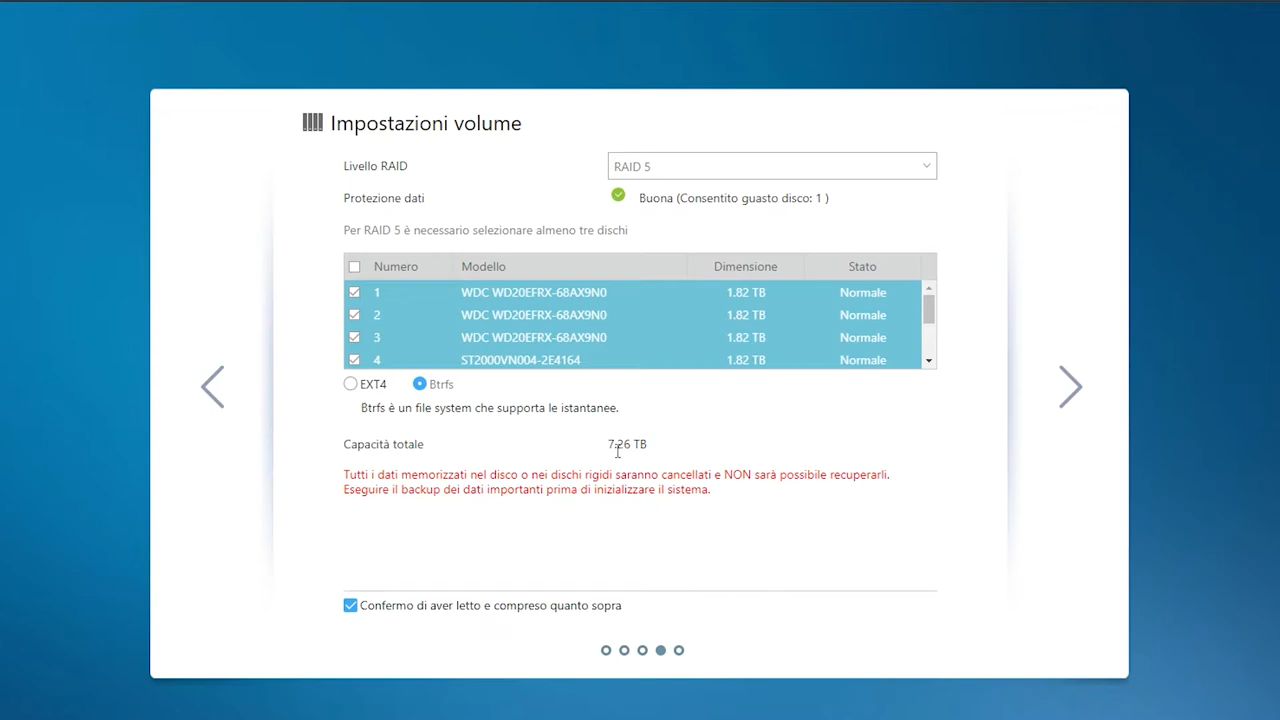 Impostazioni volume
Livello RAID RAID 5
Protezione dati Buona (Consentito guasto disco: 1 )
Per RAID 5 è necessario selezionare almeno tre dischi
Numero Modello Dimensione Stato
1 WDC WD20EFRX-68AX9N0 1.82 TB Normale
2 WDC WD20EFRX-68AX9N0 1.82 TB Normale
3 WDC WD20EFRX-68AX9N0 1.82 TB Normale
4 ST2000VN004-2E4164 1.82 TB Normale
EXT4 Btrfs
Btrfs è un file system che supporta le istantanee.
Capacità totale 7.26 TB
Tutti i dati memorizzati nel disco o nei dischi rigidi saranno cancellati e NON sarà possibile recuperarli.
Eseguire il backup dei dati importanti prima di inizializzare il sistema.
Confermo di aver letto e compreso quanto sopra